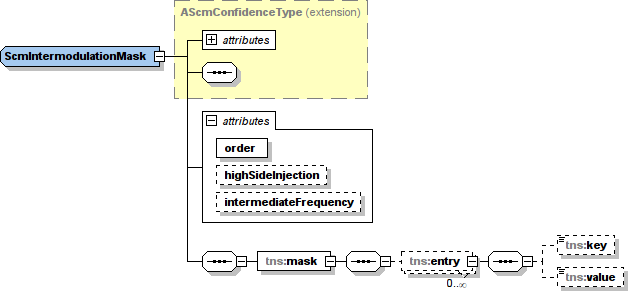 AScmConfidenceType (extension)
attributes
ScmIntermodulationMask
attributes
order
highSideInjection
intermediateFrequency
tns:mask
tns:entry
0..∞
tns:key
tns:value